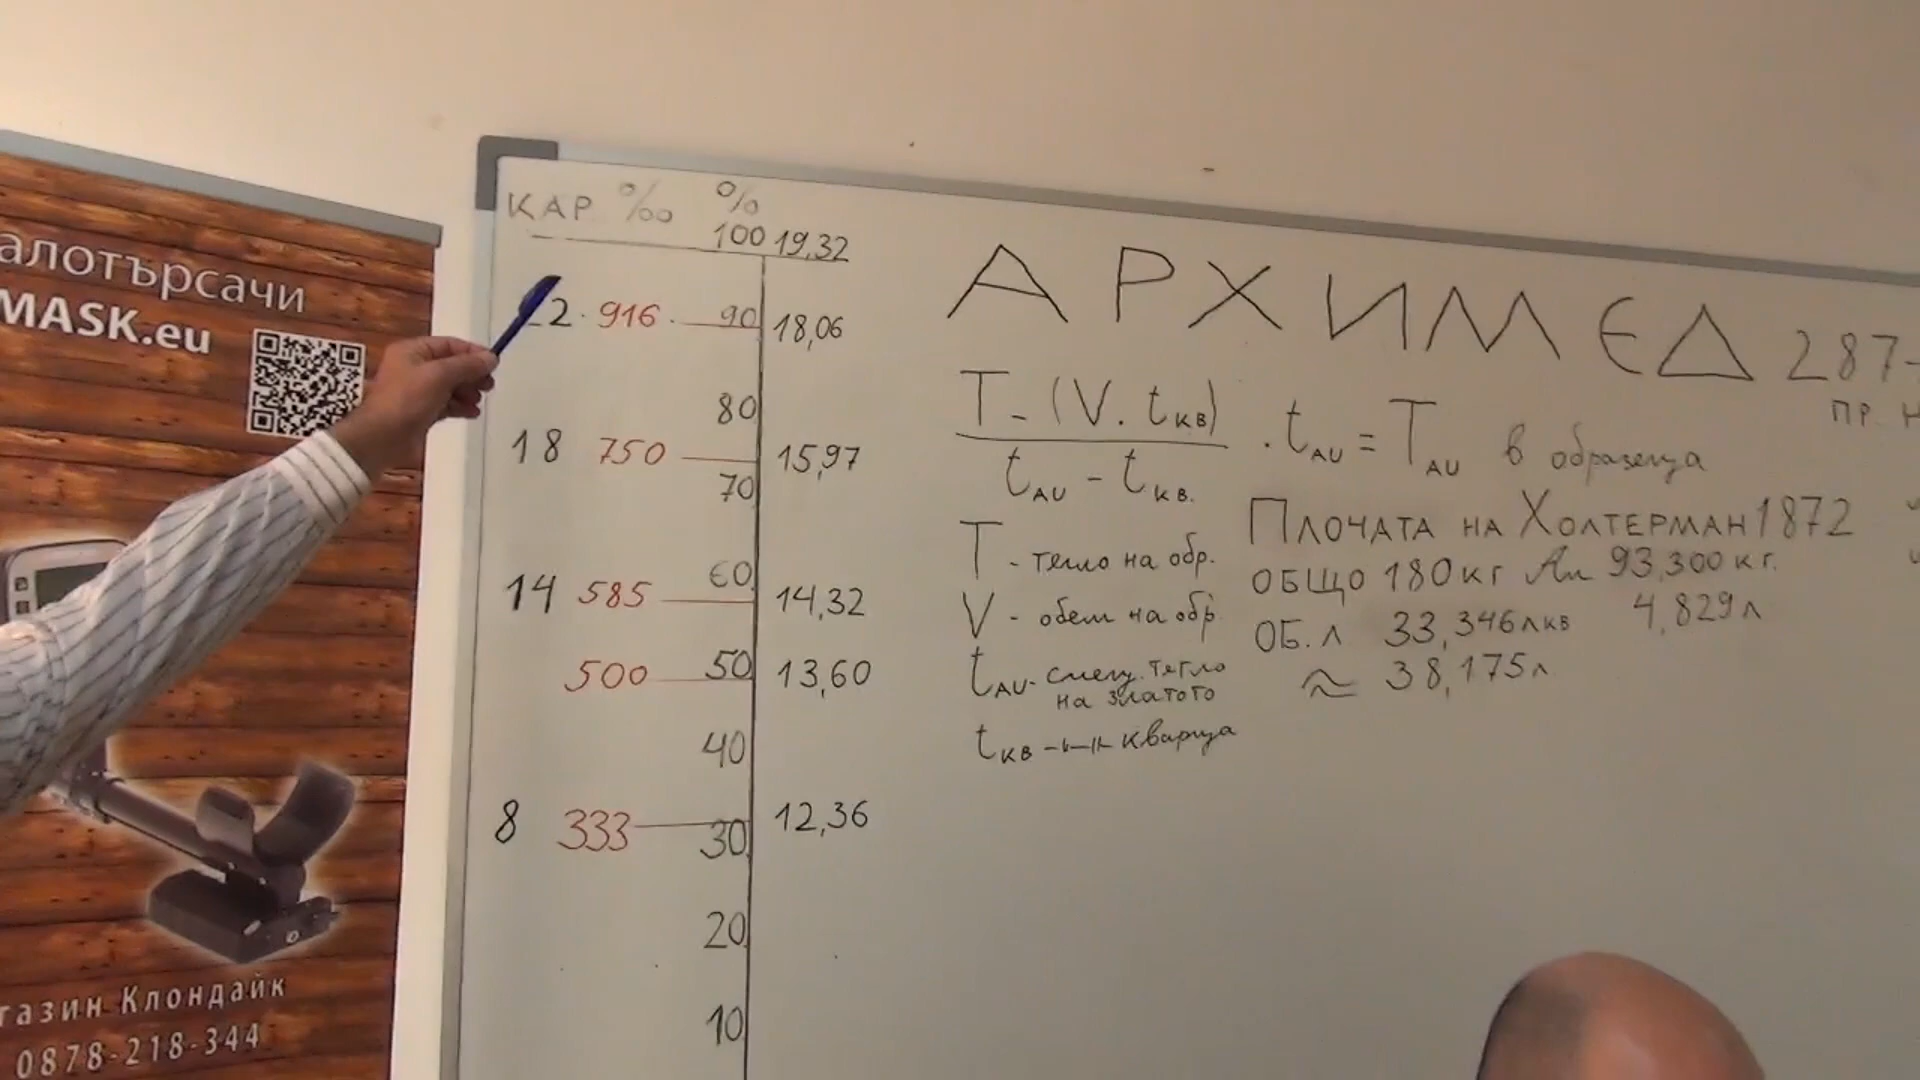 алотърсачи
MASK.eu
газин Клондайк
0878-218-344
КАР ‰ %
100 19,32
2 · 916 · 90 18,06
80
18 750 15,97
70
14 585 60 14,32
500 50 13,60
40
8 333 30 12,36
20
10
АРХИМЕД 287-
ПР. Н
T - (V. tкв) / tAU - tкв. . tAU = TAU в образеца
T - тегло на обр.
V - обем на обр.
tAU - специ. тегло
на златото
tкв -〃- кварца
ПЛОЧАТА НА ХОЛТЕРМАН 1872
ОБЩО 180 кг Au 93,300 кг.
ОБ. Л 33,346 л кв 4,829 л
≈ 38,175 л